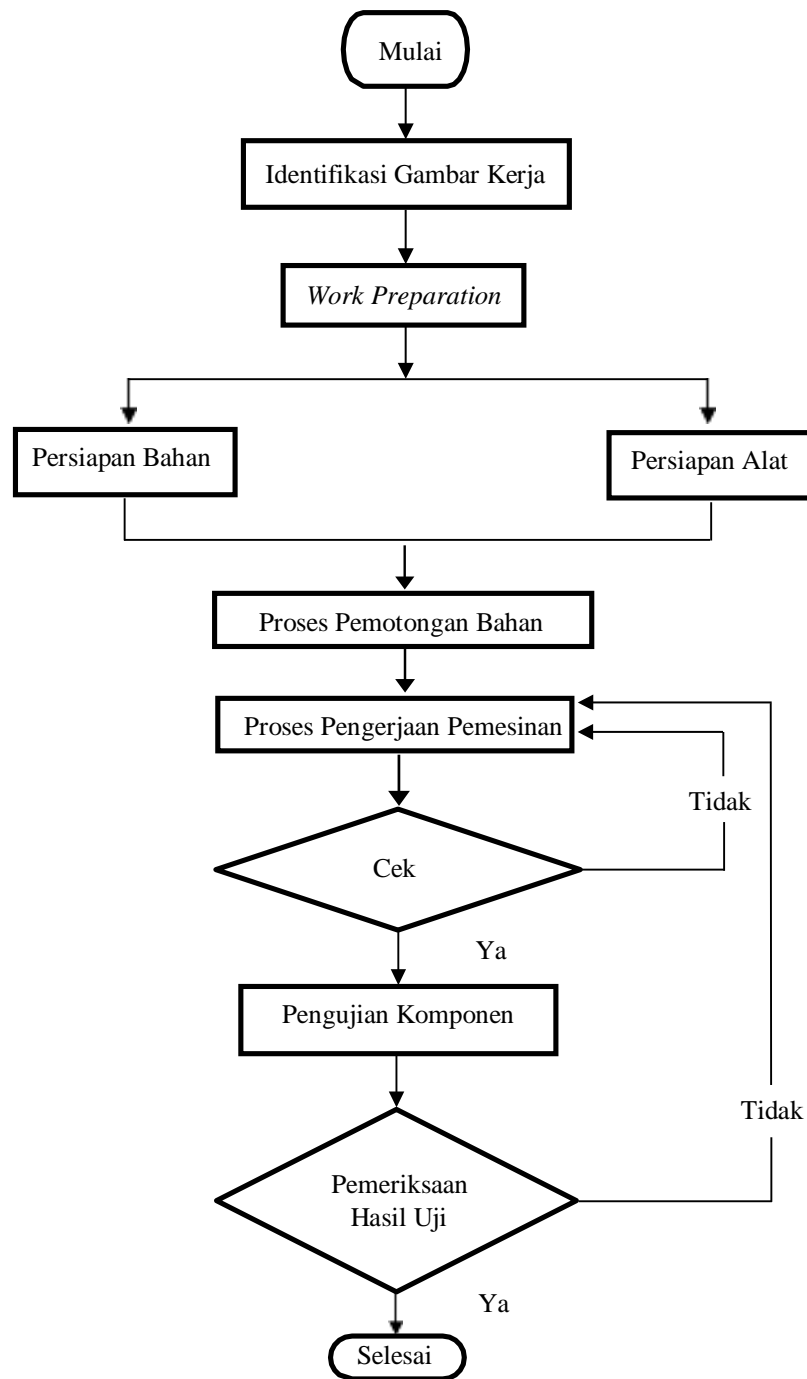 Mulai
Identifikasi Gambar Kerja
Work Preparation
Persiapan Bahan
Persiapan Alat
Proses Pemotongan Bahan
Proses Pengerjaan Pemesinan
Tidak
Cek
Ya
Pengujian Komponen
Tidak
Pemeriksaan
Hasil Uji
Ya
Selesai